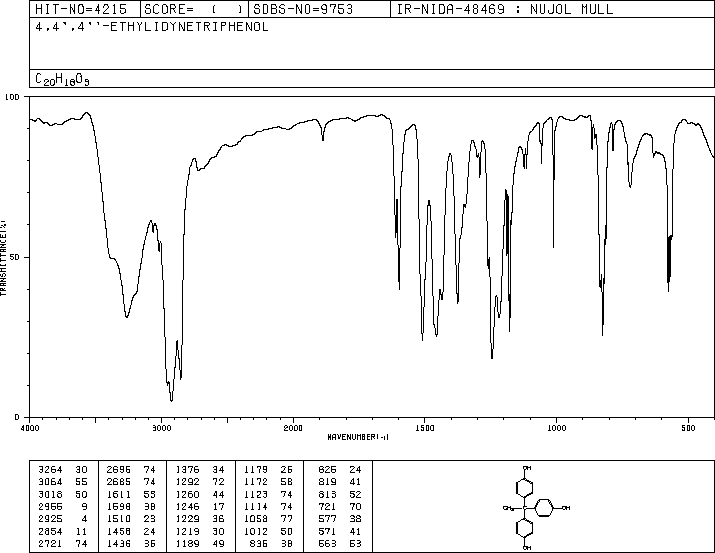 HIT-NO=4215 SCORE= ( ) SDBS-NO=9753 IR-NIDA-48469 : NUJOL MULL
4,4',4''-ETHYLIDYNETRIPHENOL
C20H18O3
100
50
0
TRANSMITTANCE(%)
4000 3000 2000 1500 1000 500
WAVENUMBER(-1)
3264 30 2696 74 1376 34 1179 26 826 24
3064 55 2685 74 1292 72 1172 58 819 41
3018 50 1611 55 1260 44 1123 74 813 52
2956 9 1598 38 1246 17 1114 74 721 70
2925 4 1510 23 1229 36 1058 77 577 38
2854 11 1458 24 1219 30 1012 50 571 41
2721 74 1436 35 1189 49 836 38 563 53
OH
CH3
C
OH
OH